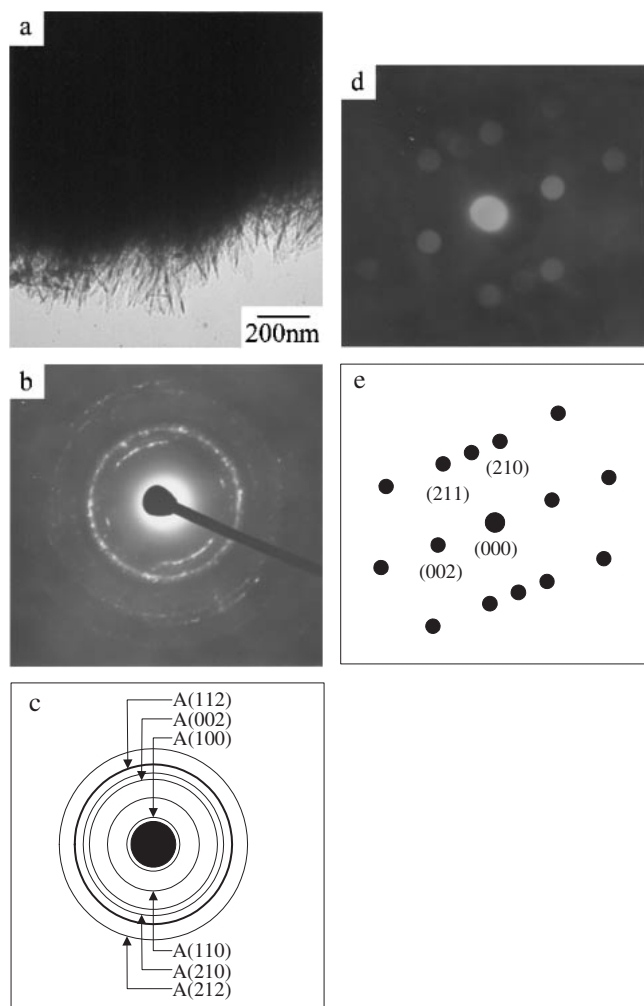 a
200nm
b
c
A(112)
A(002)
A(100)
A(110)
A(210)
A(212)
d
e
(210)
(211)
(000)
(002)